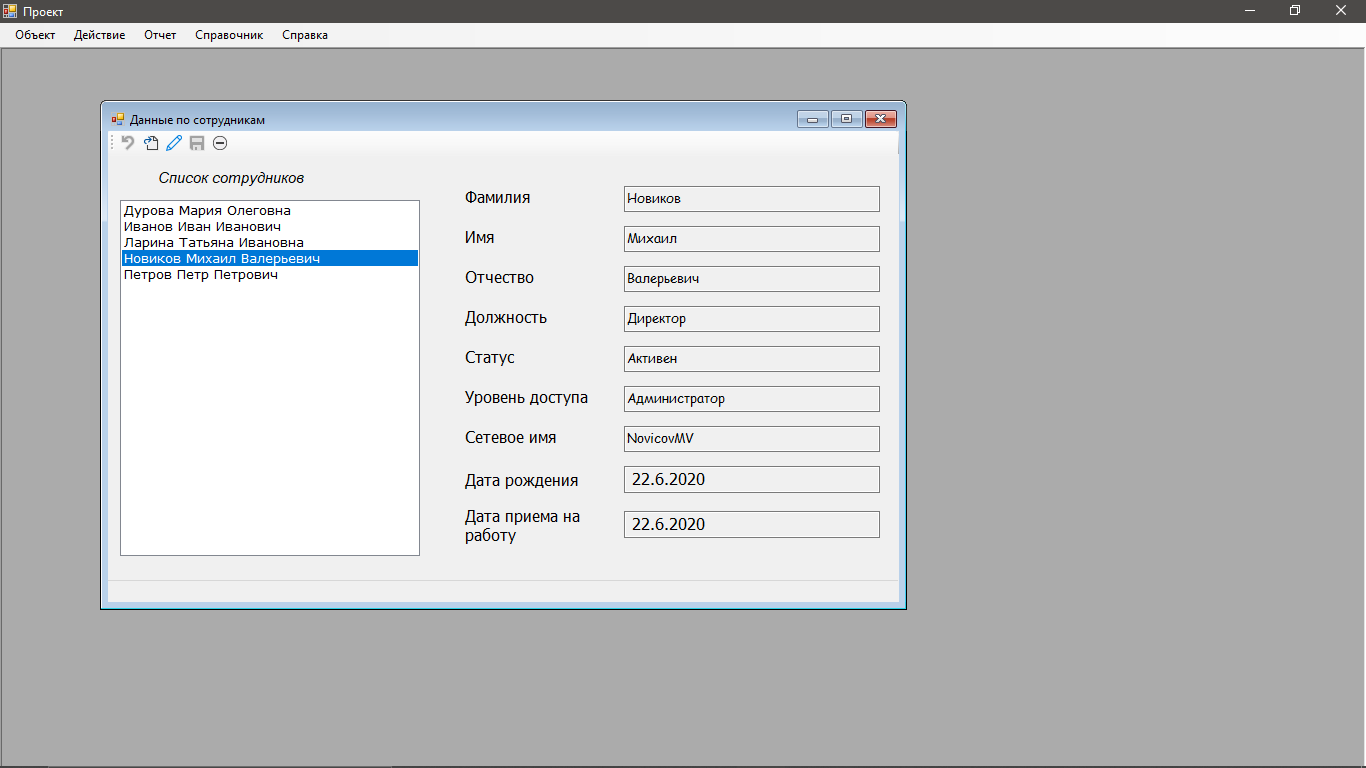 Проект
Объект Действие Отчет Справочник Справка
Данные по сотрудникам
Список сотрудников
Дурова Мария Олеговна
Иванов Иван Иванович
Ларина Татьяна Ивановна
Новиков Михаил Валерьевич
Петров Петр Петрович
Фамилия Новиков
Имя Михаил
Отчество Валерьевич
Должность Директор
Статус Активен
Уровень доступа Администратор
Сетевое имя NovicovMV
Дата рождения 22.6.2020
Дата приема на
работу 22.6.2020